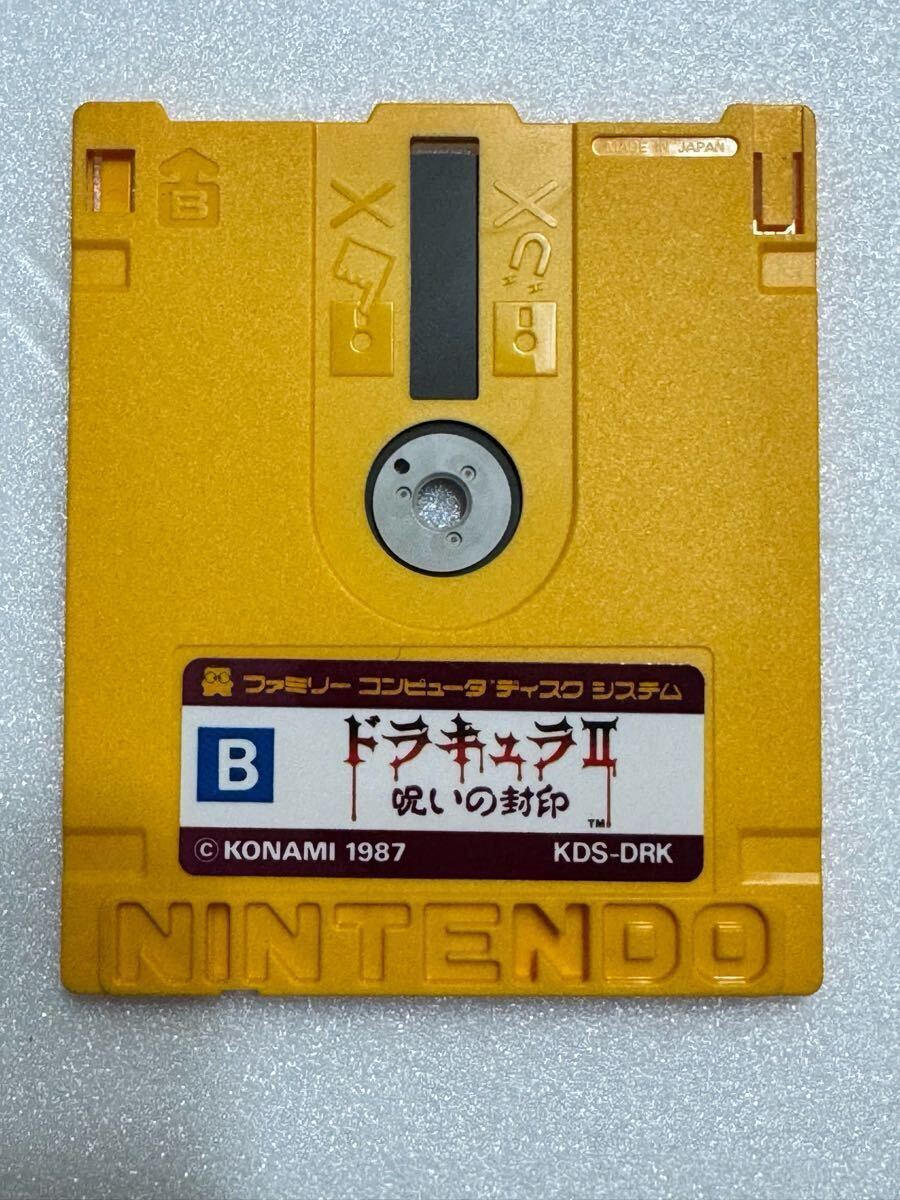 MADE IN JAPAN
B
ファミリー コンピュータ ディスク システム
B
ドラキュラII
呪いの封印
TM
© KONAMI 1987 KDS-DRK
NINTENDO